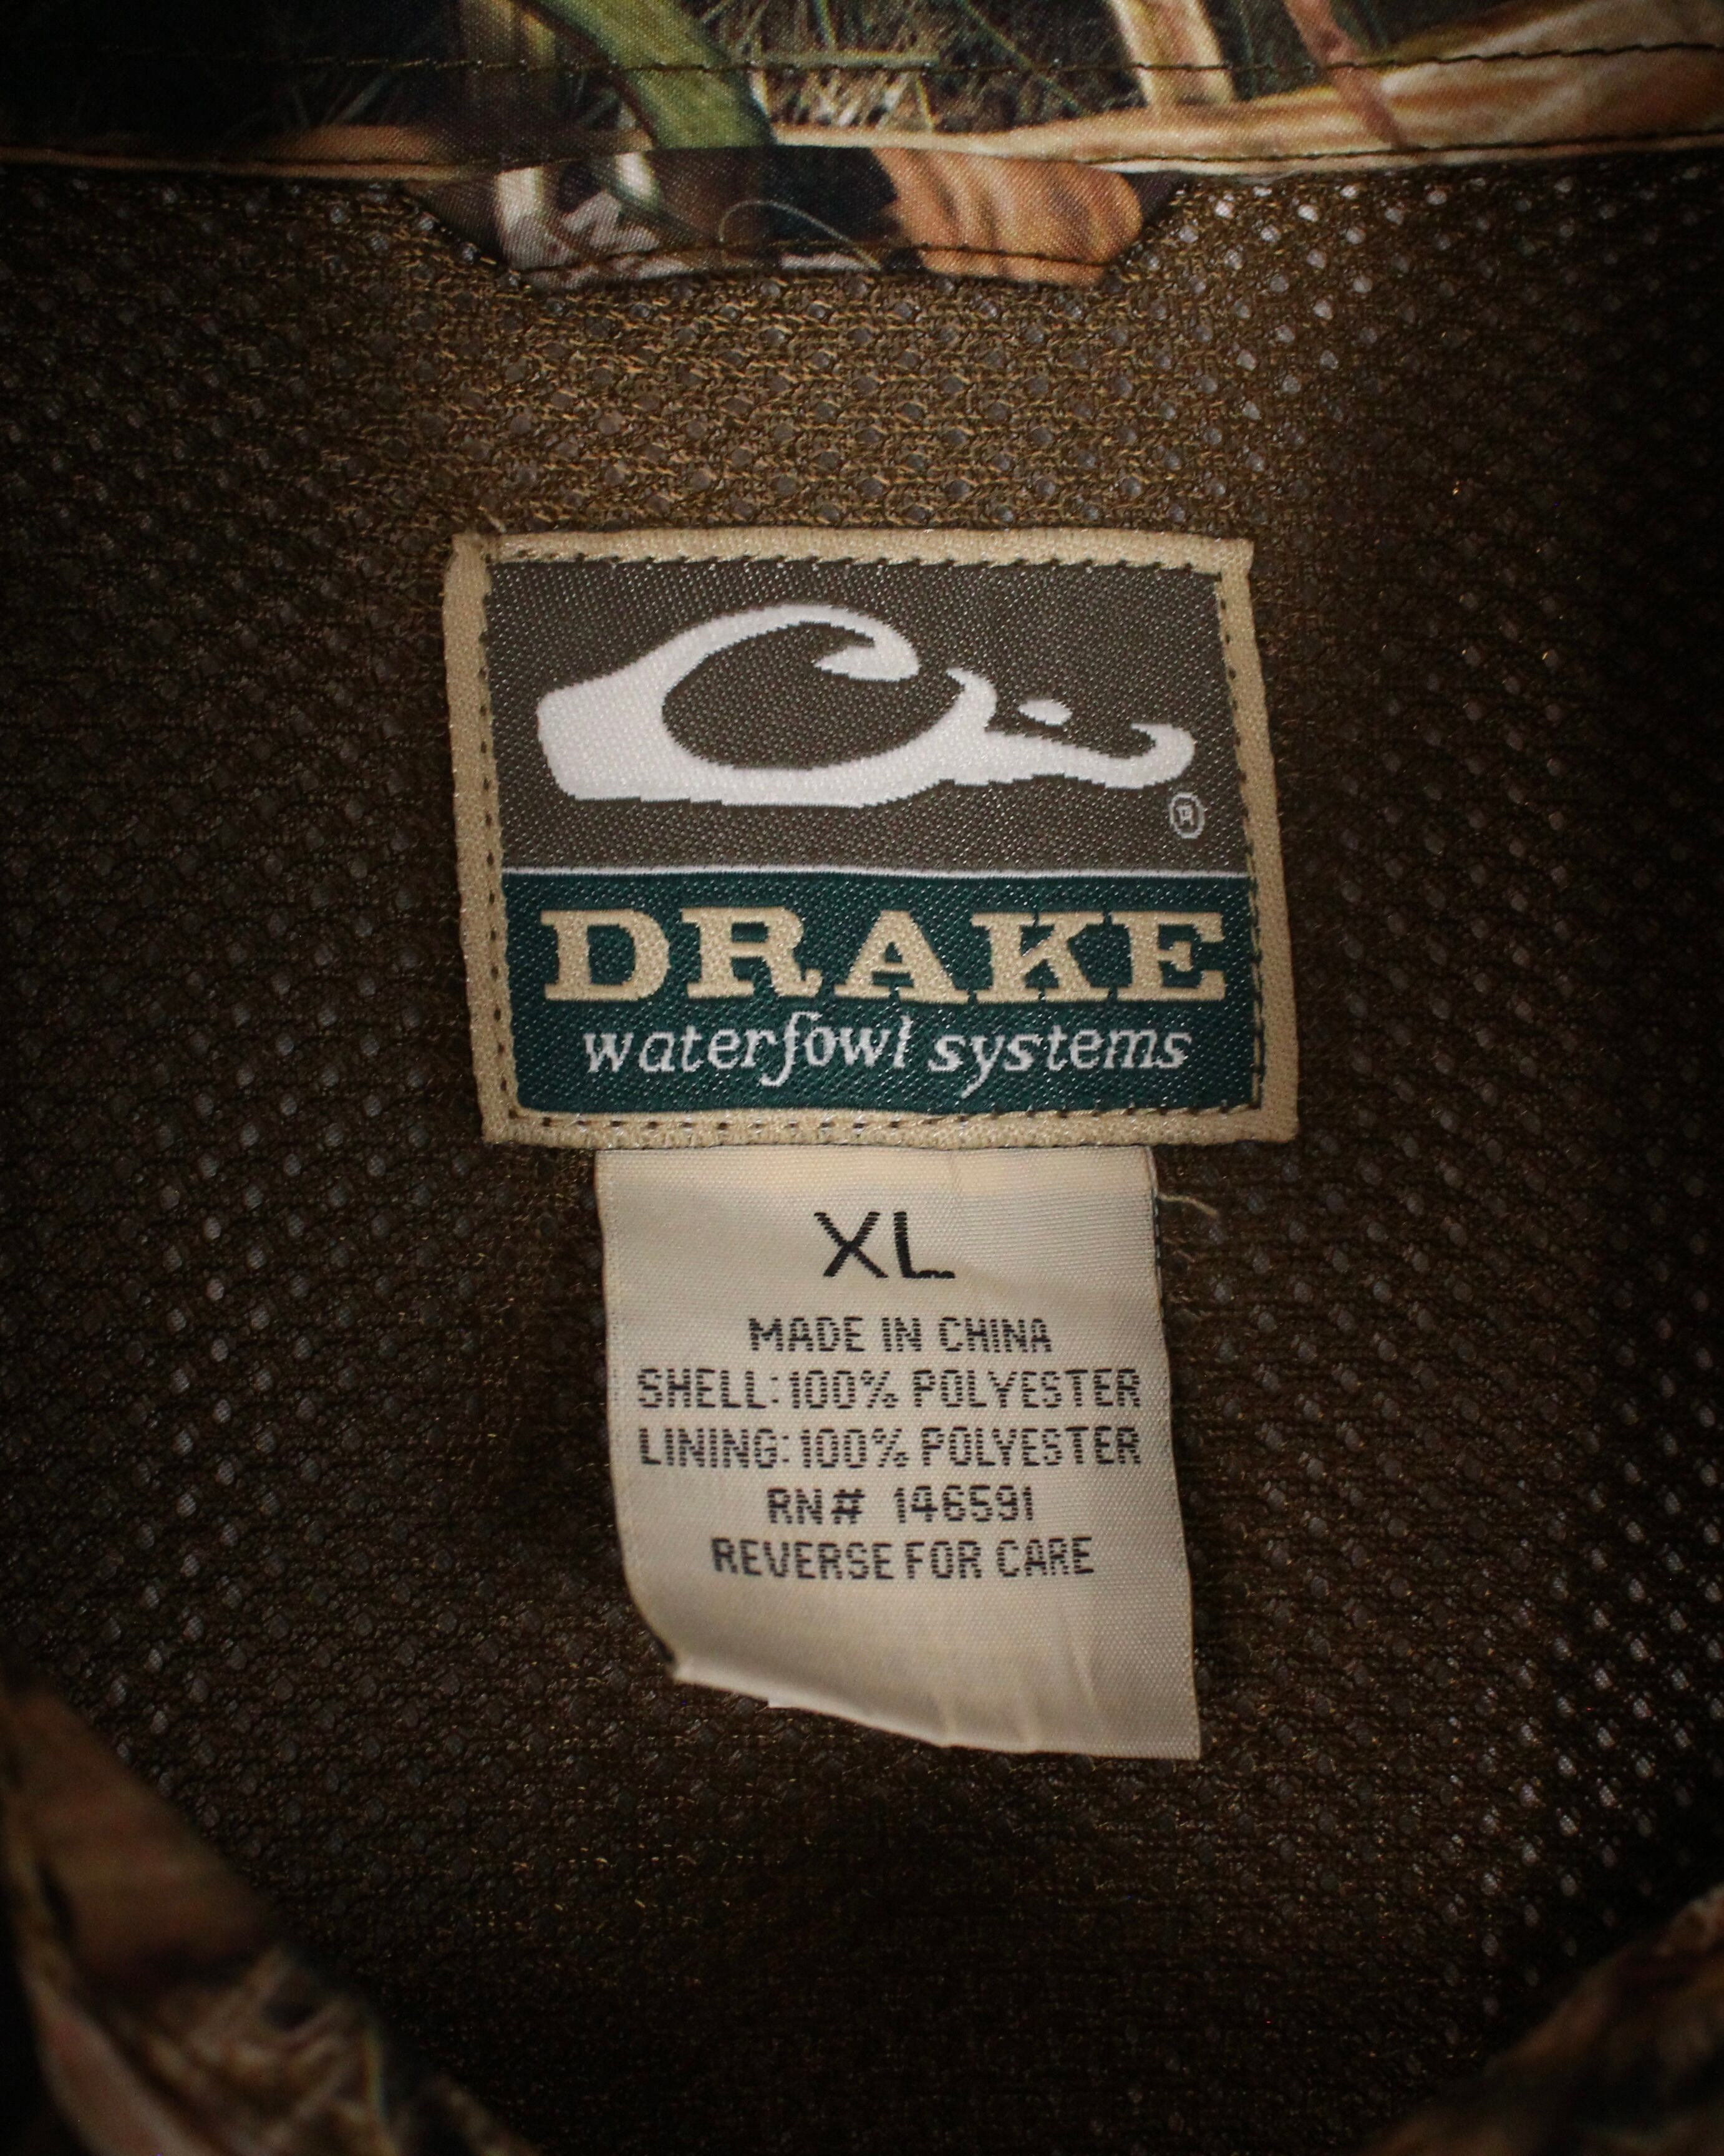 ®
DRAKE
waterfowl systems
XL
MADE IN CHINA
SHELL: 100% POLYESTER
LINING: 100% POLYESTER
RN# 146591
REVERSE FOR CARE